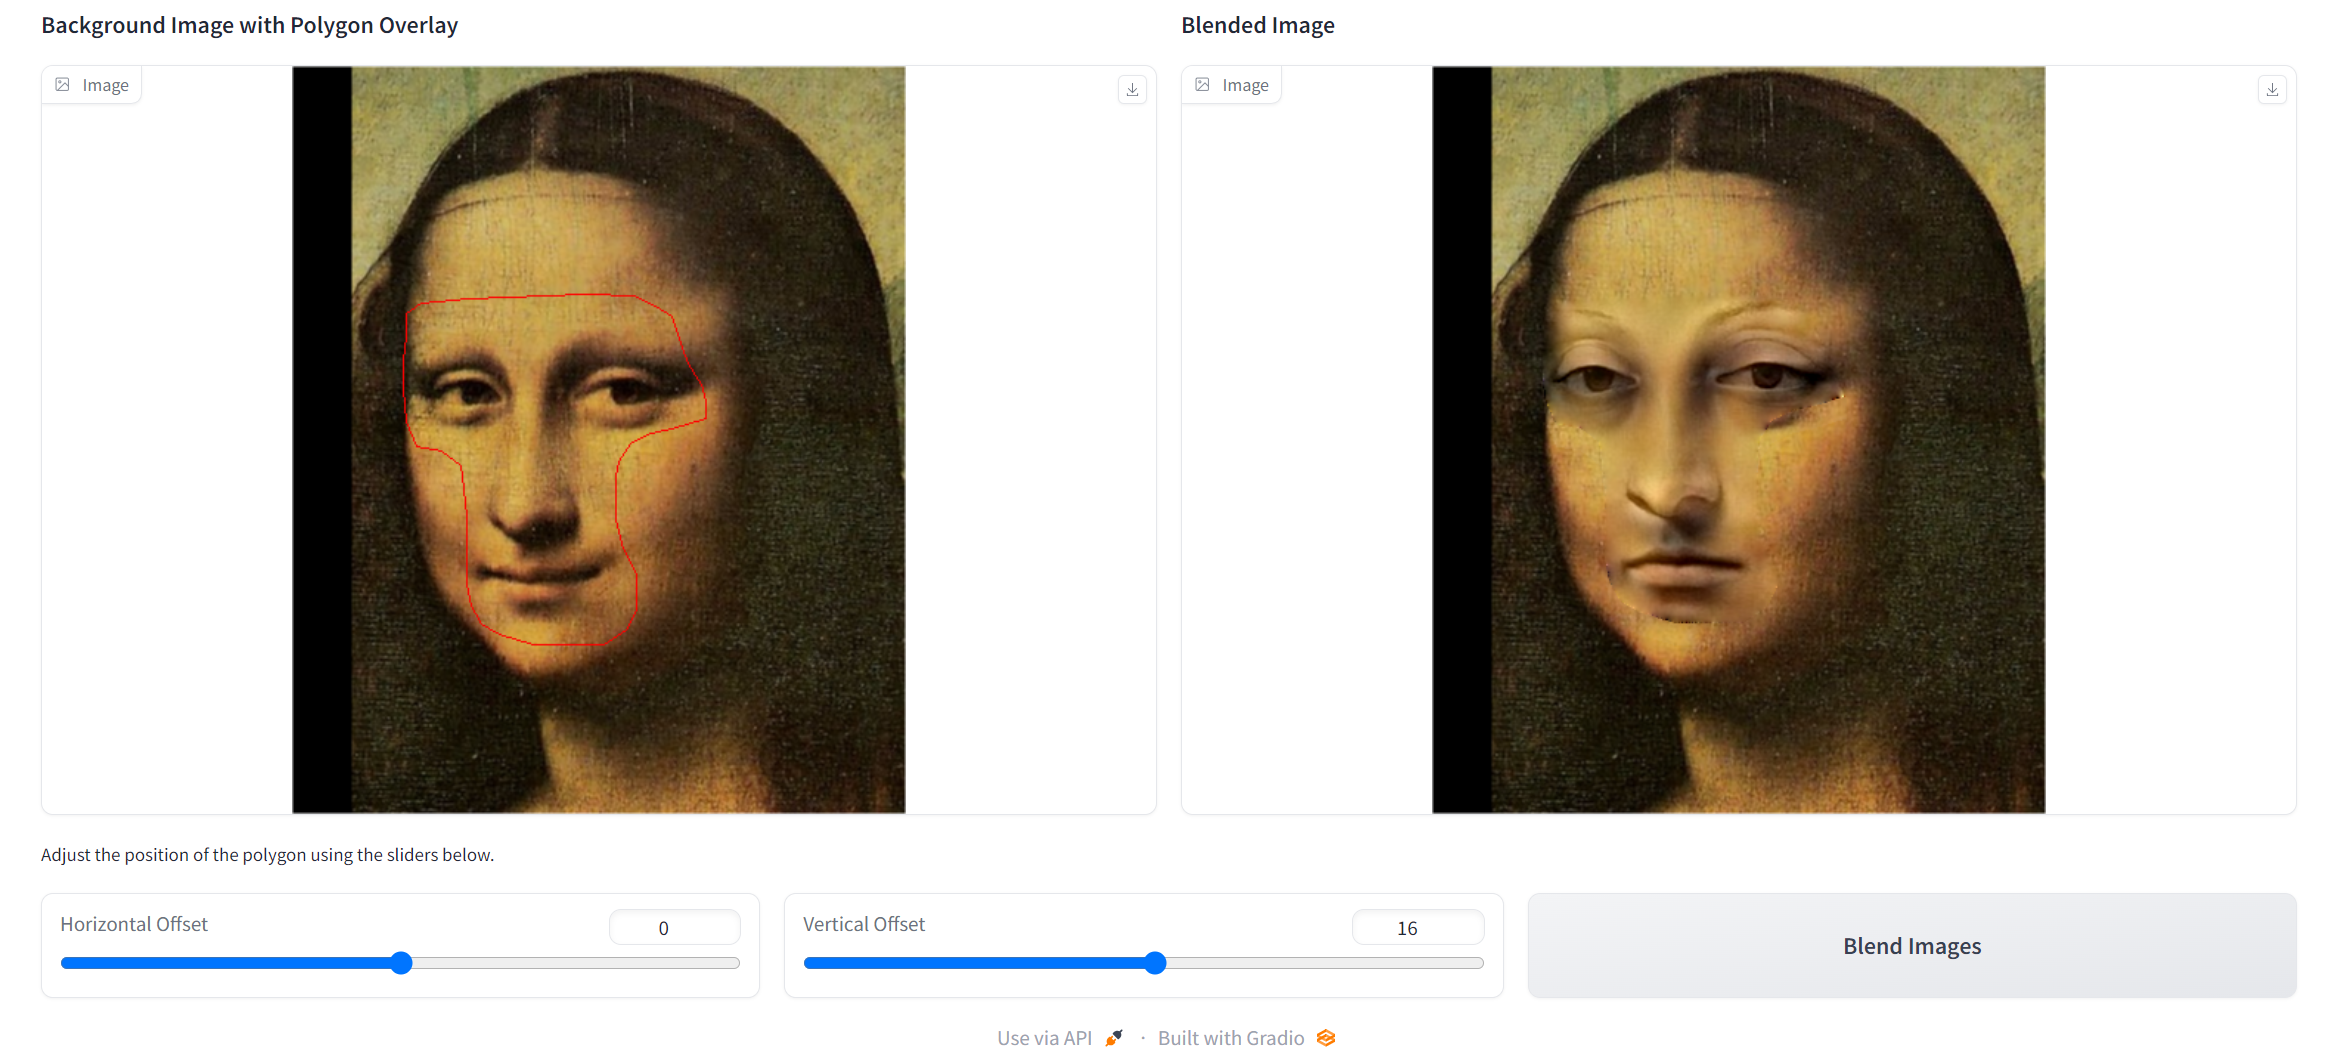 Background Image with Polygon Overlay
Blended Image
Image
Image
Adjust the position of the polygon using the sliders below.
Horizontal Offset
0
Vertical Offset
16
Blend Images
Use via API · Built with Gradio